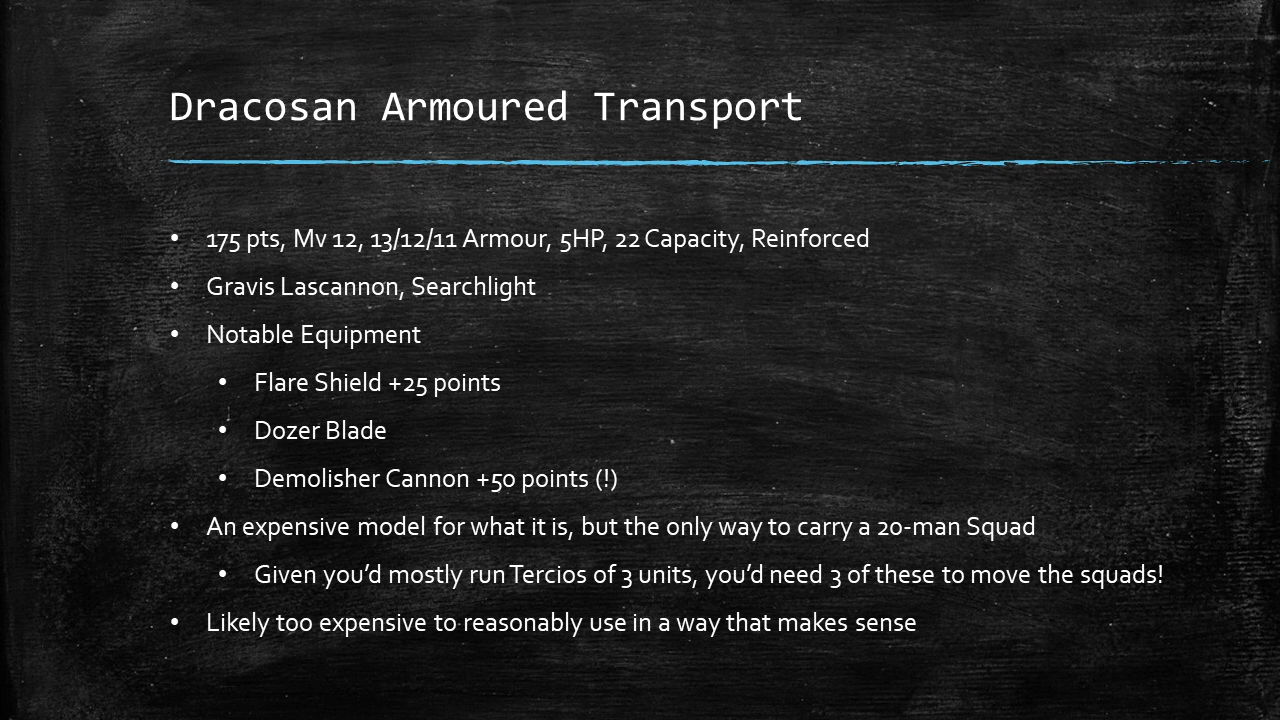 Dracosan Armoured Transport
• 175 pts, Mv 12, 13/12/11 Armour, 5HP, 22 Capacity, Reinforced
• Gravis Lascannon, Searchlight
• Notable Equipment
• Flare Shield +25 points
• Dozer Blade
• Demolisher Cannon +50 points (!)
• An expensive model for what it is, but the only way to carry a 20-man Squad
• Given you’d mostly run Tercios of 3 units, you’d need 3 of these to move the squads!
• Likely too expensive to reasonably use in a way that makes sense